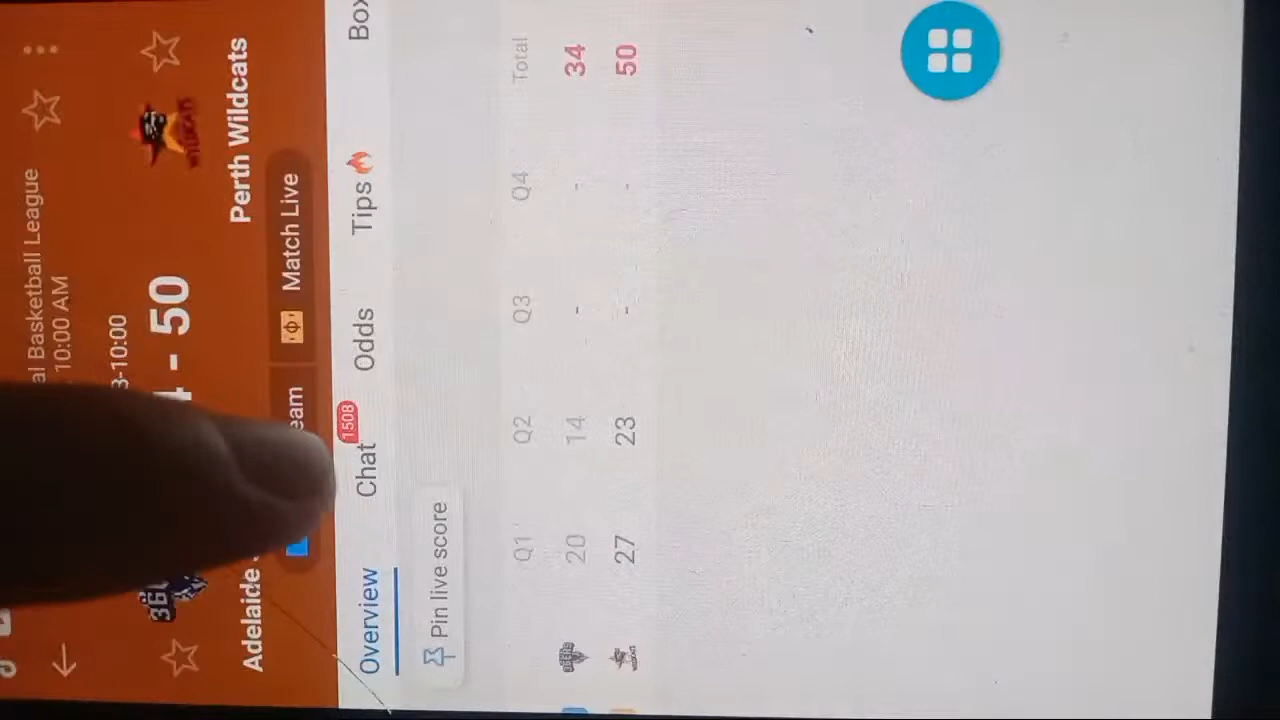 al Basketball League
10:00 AM
3-10:00
- 50
Adelaide
Perth Wildcats
eam
Match Live
Overview
Chat
1508
Odds
Tips
Box
Pin live score
Q1 Q2 Q3 Q4 Total
20 14 - - 34
27 23 - - 50